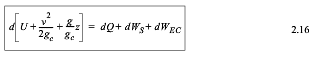 d[U + v²/2g_c + g/g_c z] = dQ + dW_S + dW_EC 2.16